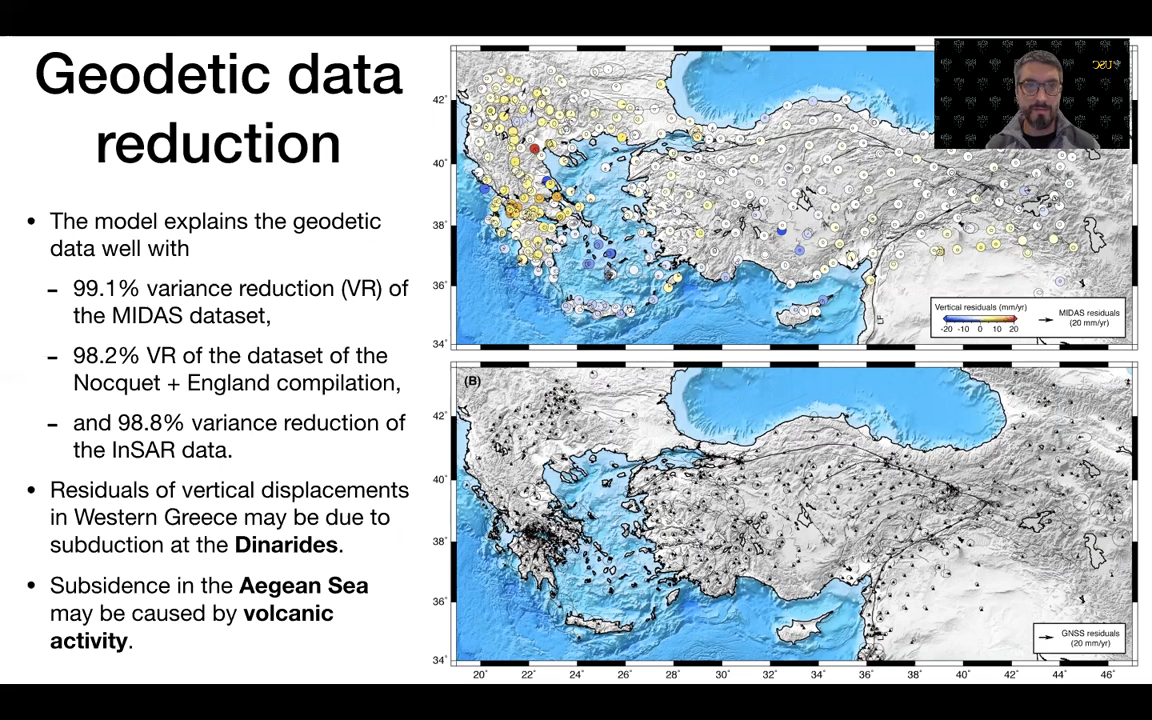 Geodetic data
reduction
• The model explains the geodetic
data well with
– 99.1% variance reduction (VR) of
the MIDAS dataset,
– 98.2% VR of the dataset of the
Nocquet + England compilation,
– and 98.8% variance reduction of
the InSAR data.
• Residuals of vertical displacements
in Western Greece may be due to
subduction at the Dinarides.
• Subsidence in the Aegean Sea
may be caused by volcanic
activity.
42°
40°
38°
36°
34°
Vertical residuals (mm/yr)
-20 -10 0 10 20
MIDAS residuals
(20 mm/yr)
(B)
42°
40°
38°
36°
34°
GNSS residuals
(20 mm/yr)
20° 22° 24° 26° 28° 30° 32° 34° 36° 38° 40° 42° 44° 46°